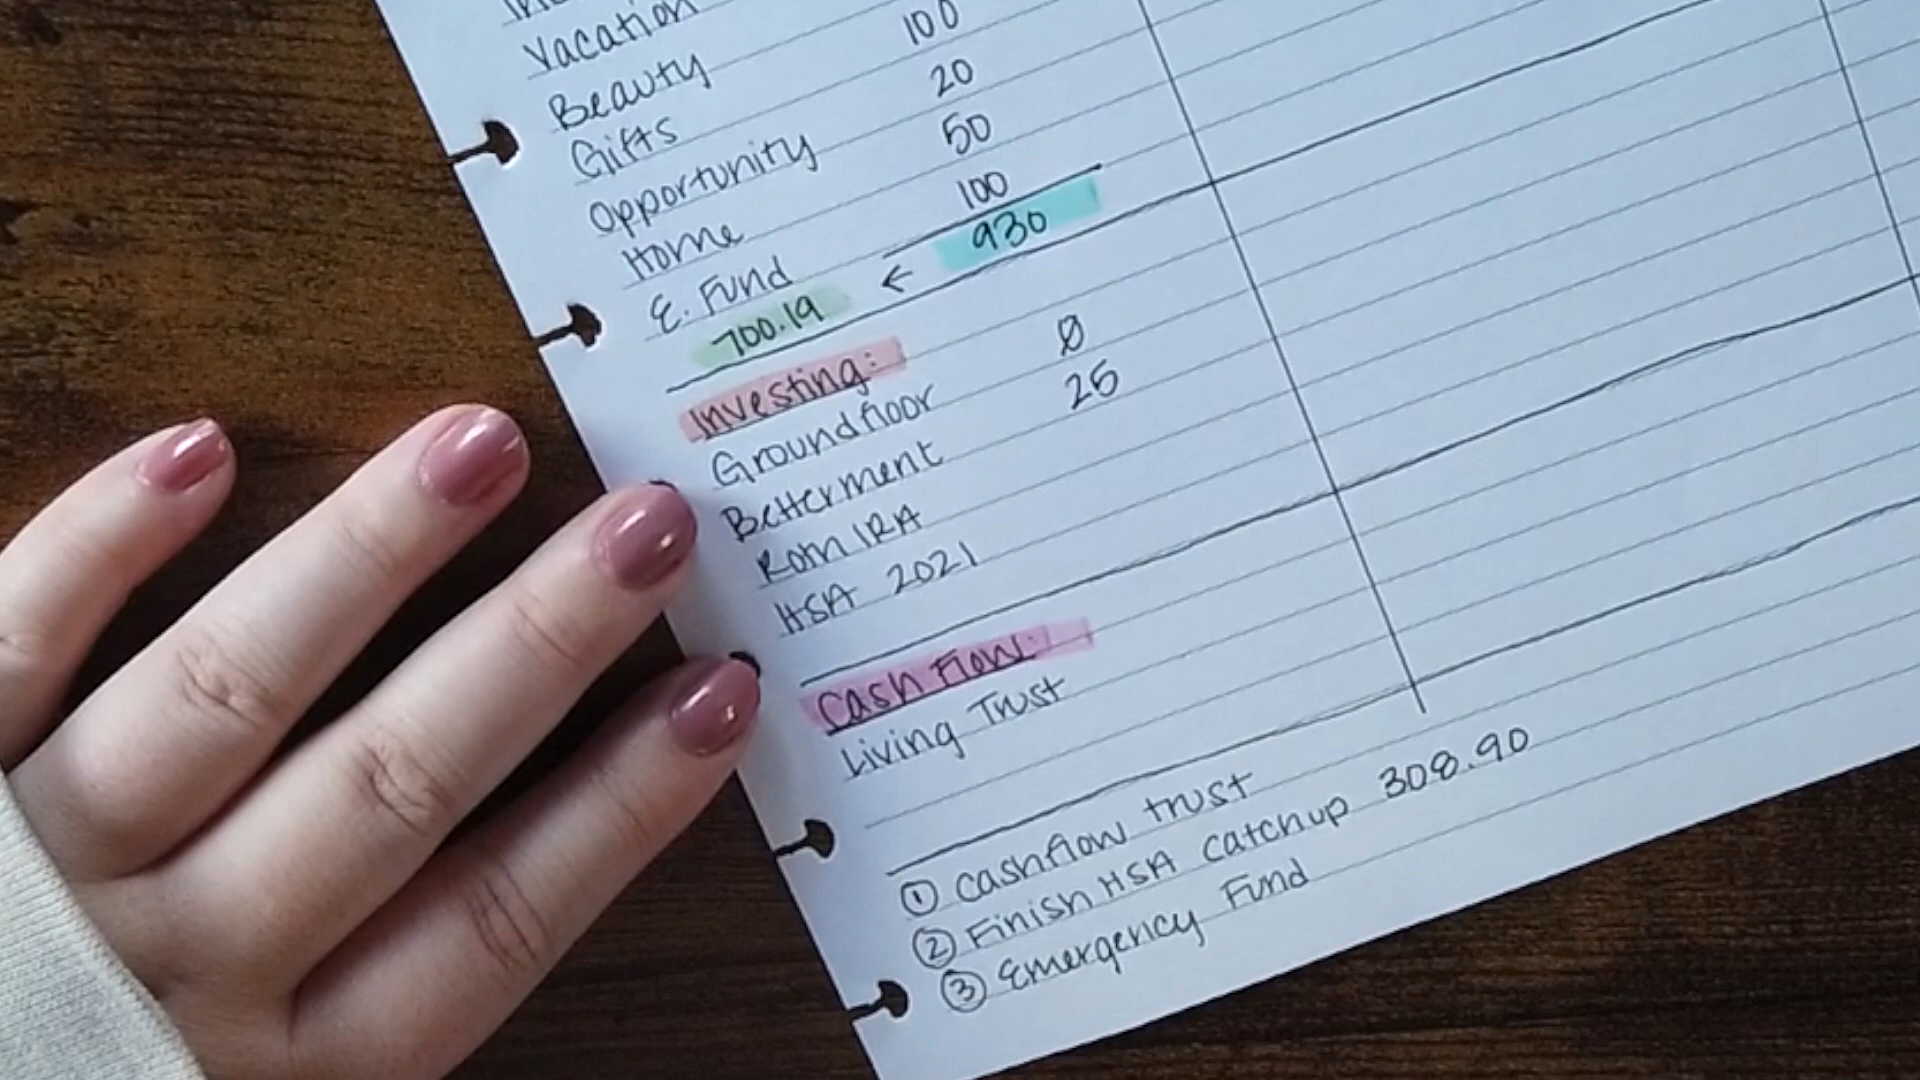 Vacation
Beauty
Gifts 100
Opportunity 20
Home 50
E. Fund 100
700.19 ← 930
Investing:
Groundfloor Ø
Betterment 25
Roth IRA
HSA 2021
Cash Flow:
Living Trust
① Cashflow trust
② Finish HSA catchup 308.90
③ Emergency Fund